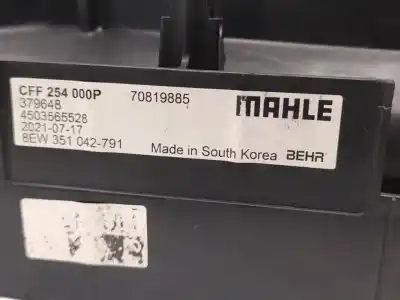 CFF 254 000P 70819885 MAHLE
379648
4503565528
2021-07-17
8EW 351 042-791 Made in South Korea BEHR